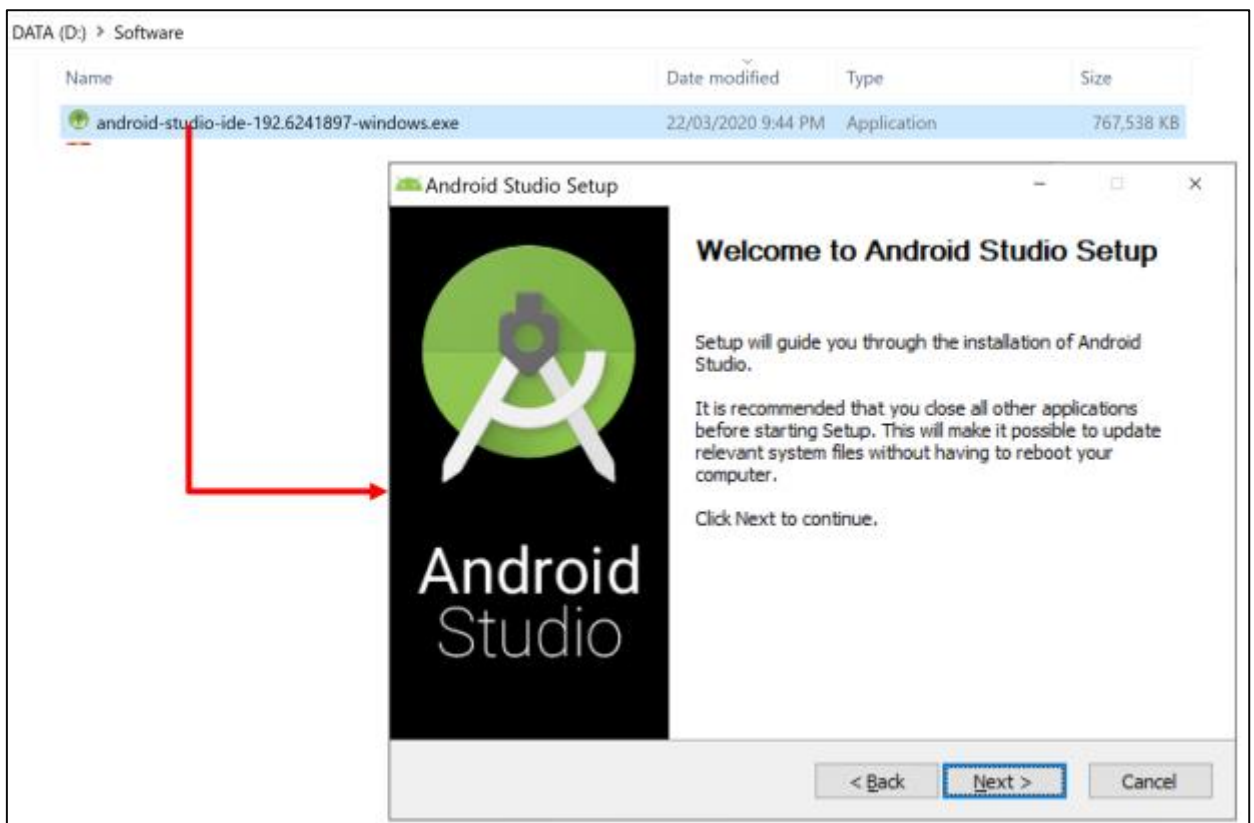 DATA (D:) > Software
Name Date modified Type Size
android-studio-ide-192.6241897-windows.exe 22/03/2020 9:44 PM Application 767,538 KB
Android Studio Setup
Welcome to Android Studio Setup
Setup will guide you through the installation of Android
Studio.
It is recommended that you close all other applications
before starting Setup. This will make it possible to update
relevant system files without having to reboot your
computer.
Click Next to continue.
Android
Studio
< Back Next > Cancel